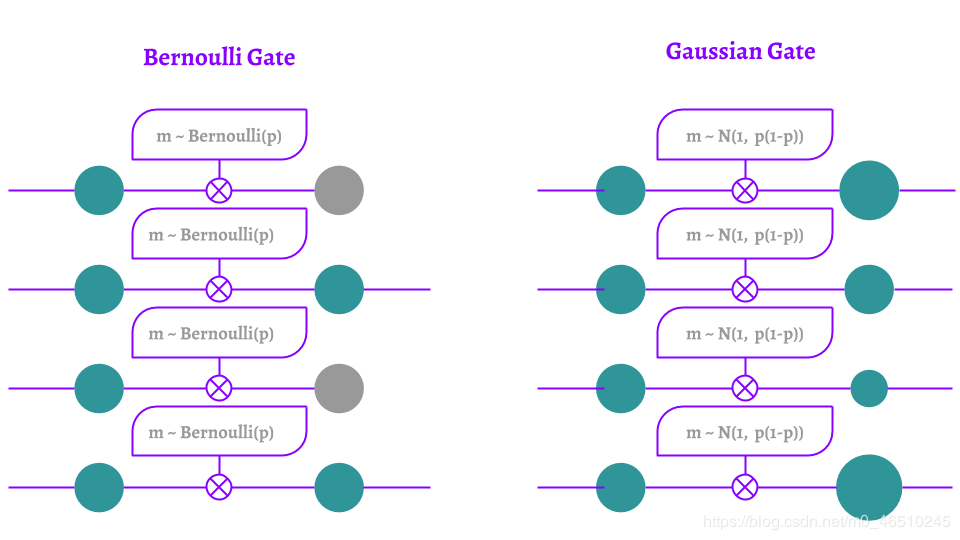 Bernoulli Gate
Gaussian Gate
m ~ Bernoulli(p)
m ~ N(1, p(1-p))
m ~ Bernoulli(p)
m ~ N(1, p(1-p))
m ~ Bernoulli(p)
m ~ N(1, p(1-p))
m ~ Bernoulli(p)
m ~ N(1, p(1-p))
https://blog.csdn.net/m0_46510245